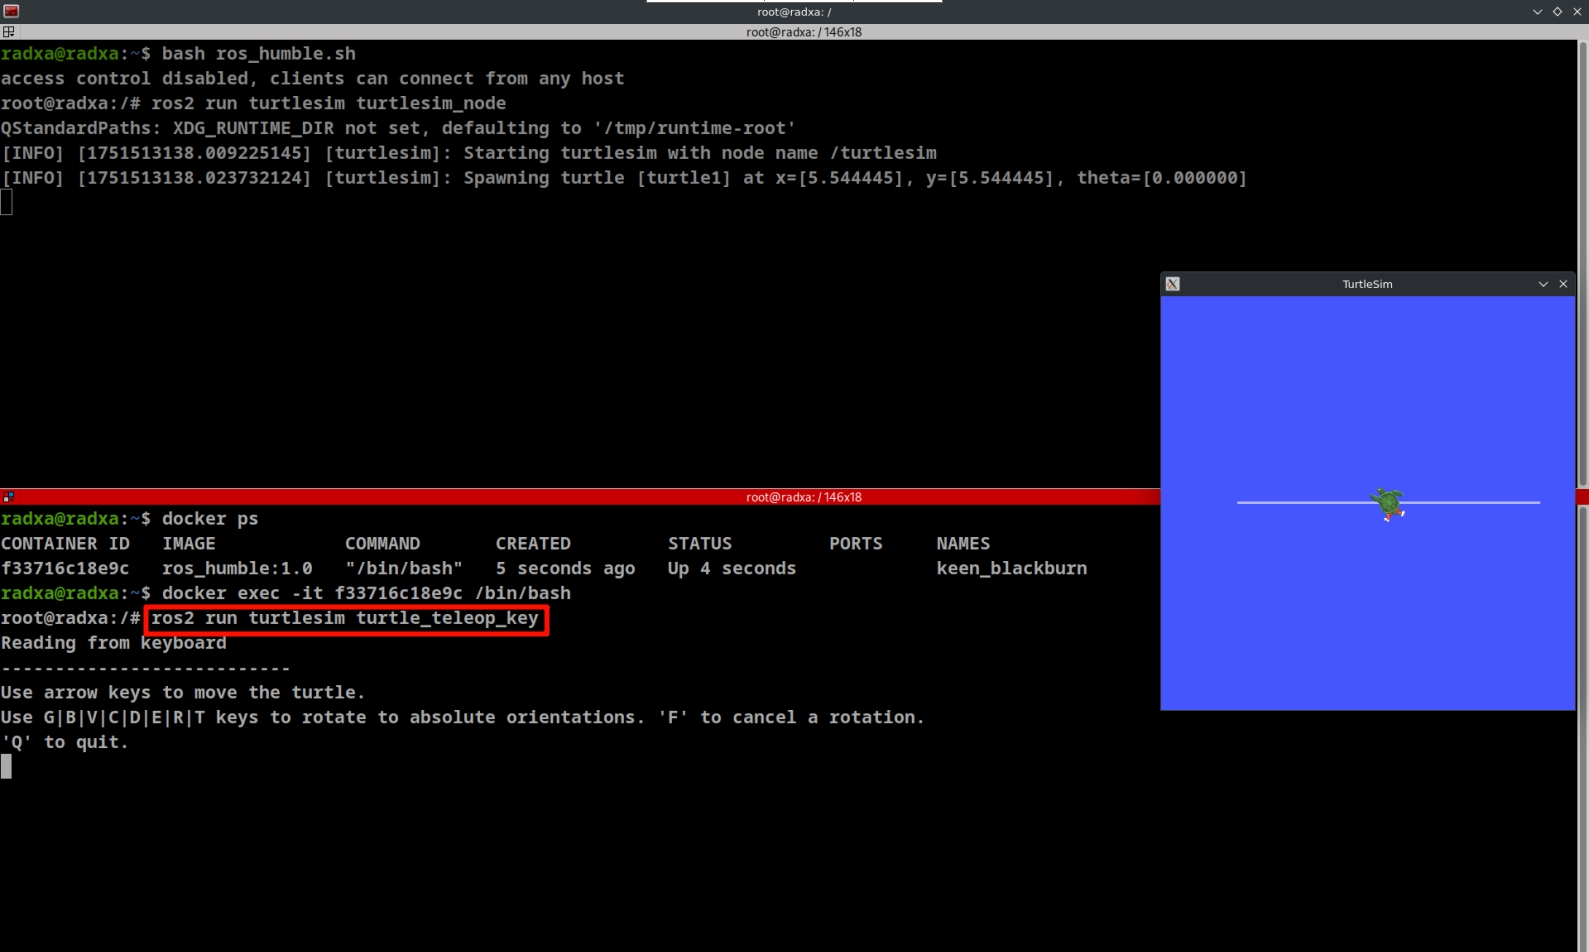 root@radxa: /
root@radxa: / 146x18
radxa@radxa:~$ bash ros_humble.sh
access control disabled, clients can connect from any host
root@radxa:/# ros2 run turtlesim turtlesim_node
QStandardPaths: XDG_RUNTIME_DIR not set, defaulting to '/tmp/runtime-root'
[INFO] [1751513138.009225145] [turtlesim]: Starting turtlesim with node name /turtlesim
[INFO] [1751513138.023732124] [turtlesim]: Spawning turtle [turtle1] at x=[5.544445], y=[5.544445], theta=[0.000000]
TurtleSim
root@radxa: / 146x18
radxa@radxa:~$ docker ps
CONTAINER ID   IMAGE            COMMAND       CREATED         STATUS         PORTS     NAMES
f33716c18e9c   ros_humble:1.0   "/bin/bash"   5 seconds ago   Up 4 seconds             keen_blackburn
radxa@radxa:~$ docker exec -it f33716c18e9c /bin/bash
root@radxa:/# ros2 run turtlesim turtle_teleop_key
Reading from keyboard
---------------------------
Use arrow keys to move the turtle.
Use G|B|V|C|D|E|R|T keys to rotate to absolute orientations. 'F' to cancel a rotation.
'Q' to quit.